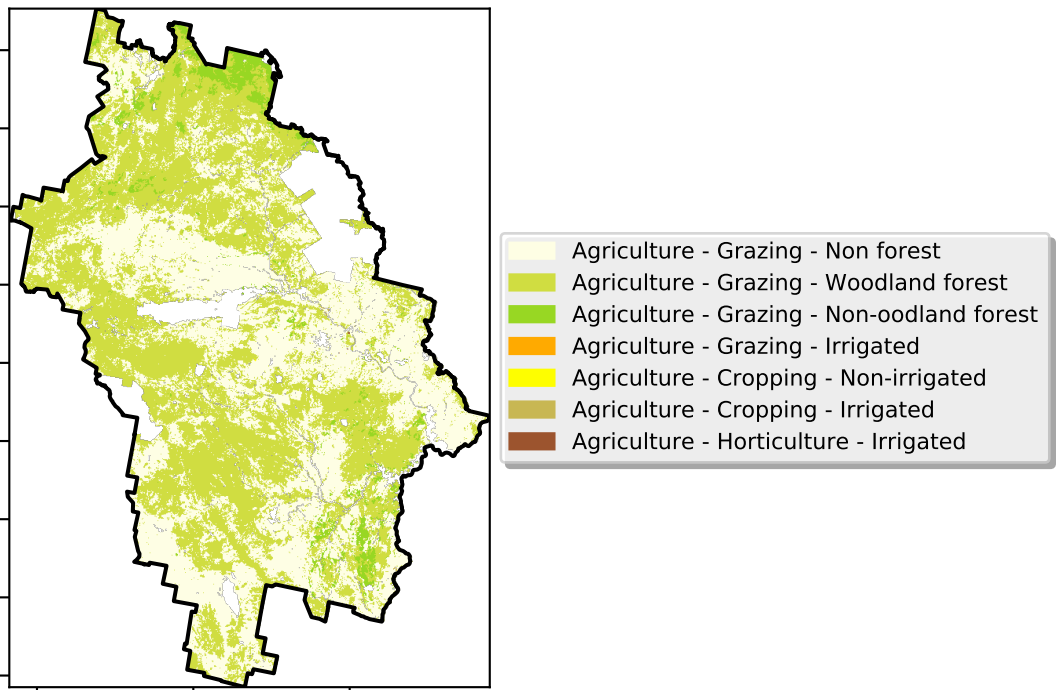 Agriculture - Grazing - Non forest
Agriculture - Grazing - Woodland forest
Agriculture - Grazing - Non-oodland forest
Agriculture - Grazing - Irrigated
Agriculture - Cropping - Non-irrigated
Agriculture - Cropping - Irrigated
Agriculture - Horticulture - Irrigated